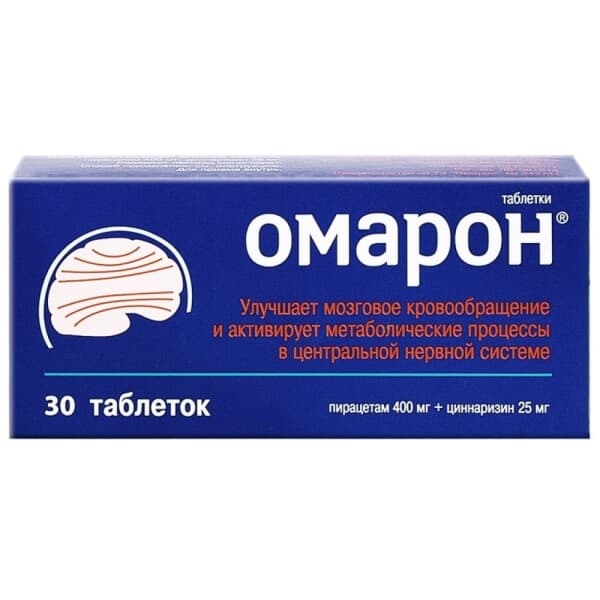 таблетки
омарон®
Улучшает мозговое кровообращение
и активирует метаболические процессы
в центральной нервной системе
30 таблеток
пирацетам 400 мг + циннаризин 25 мг